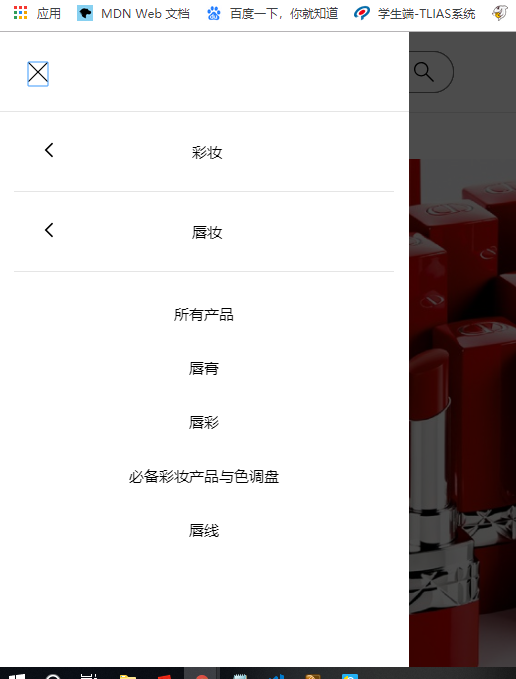 应用 MDN Web 文档 百度一下，你就知道 学生端-TLIAS系统
彩妆
唇妆
所有产品
唇膏
唇彩
必备彩妆产品与色调盘
唇线